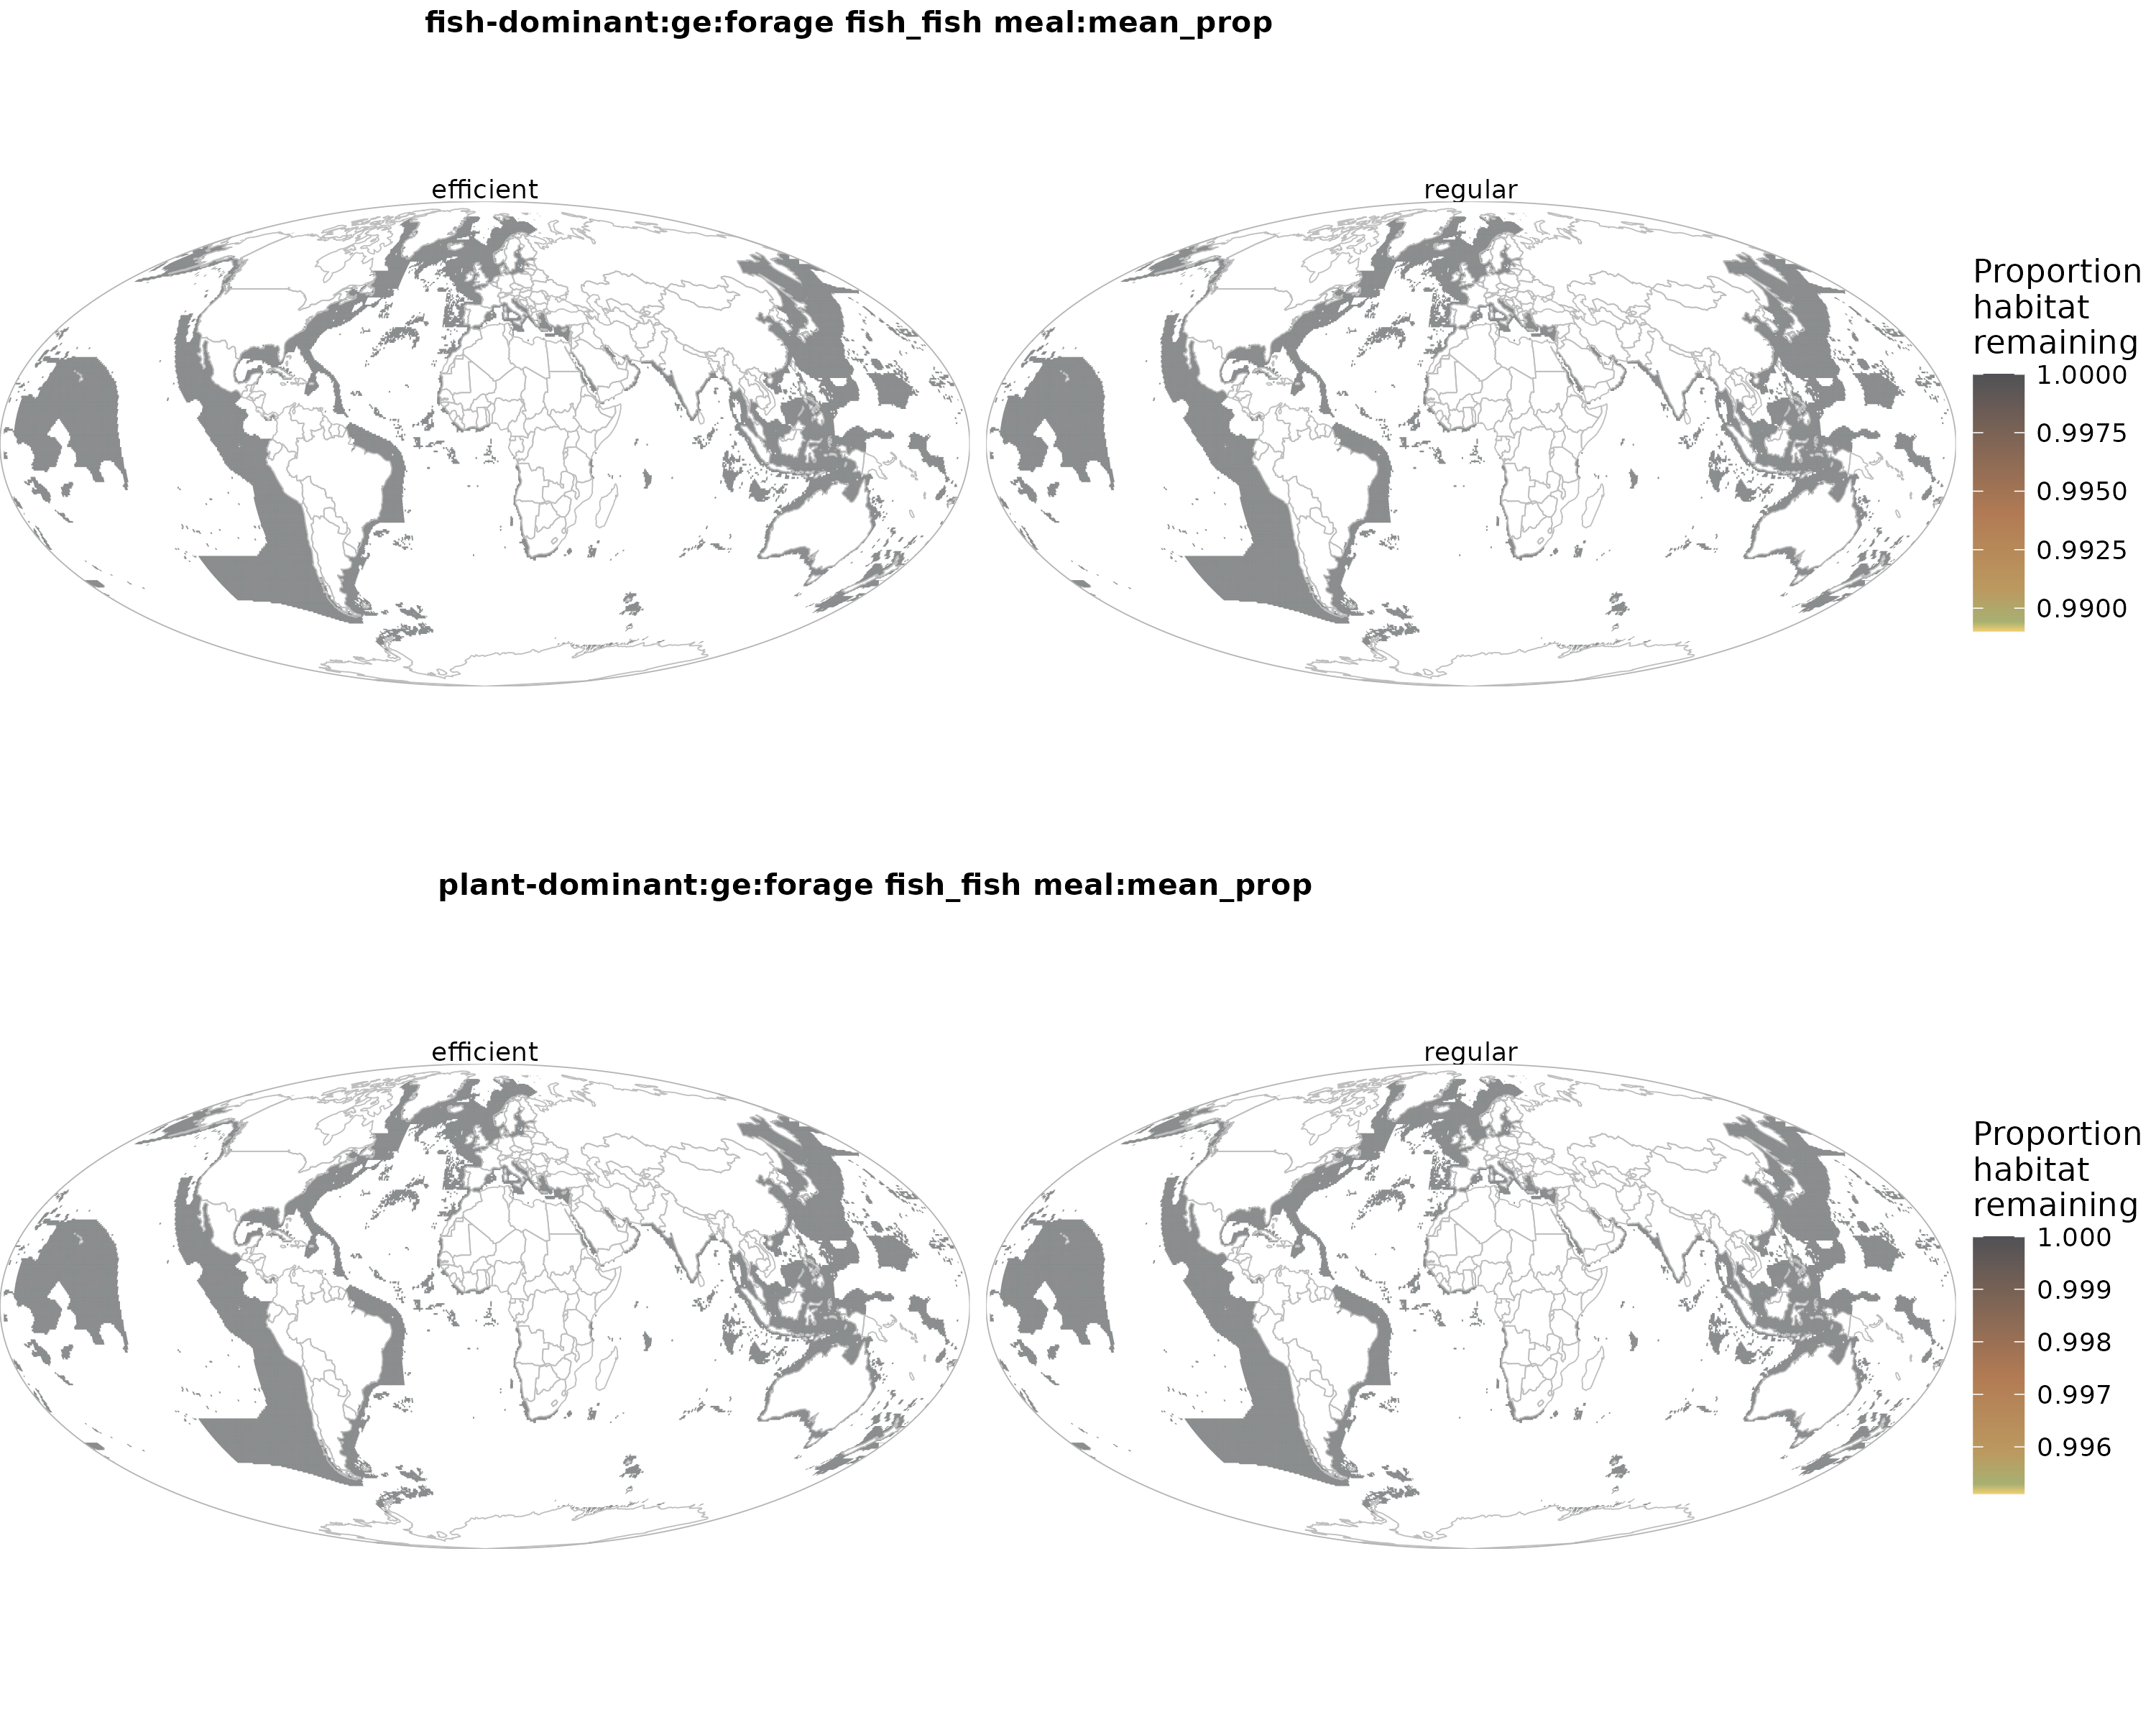 fish-dominant:ge:forage fish_fish meal:mean_prop
efficient
regular
Proportion
habitat
remaining
1.0000
0.9975
0.9950
0.9925
0.9900
plant-dominant:ge:forage fish_fish meal:mean_prop
efficient
regular
Proportion
habitat
remaining
1.000
0.999
0.998
0.997
0.996